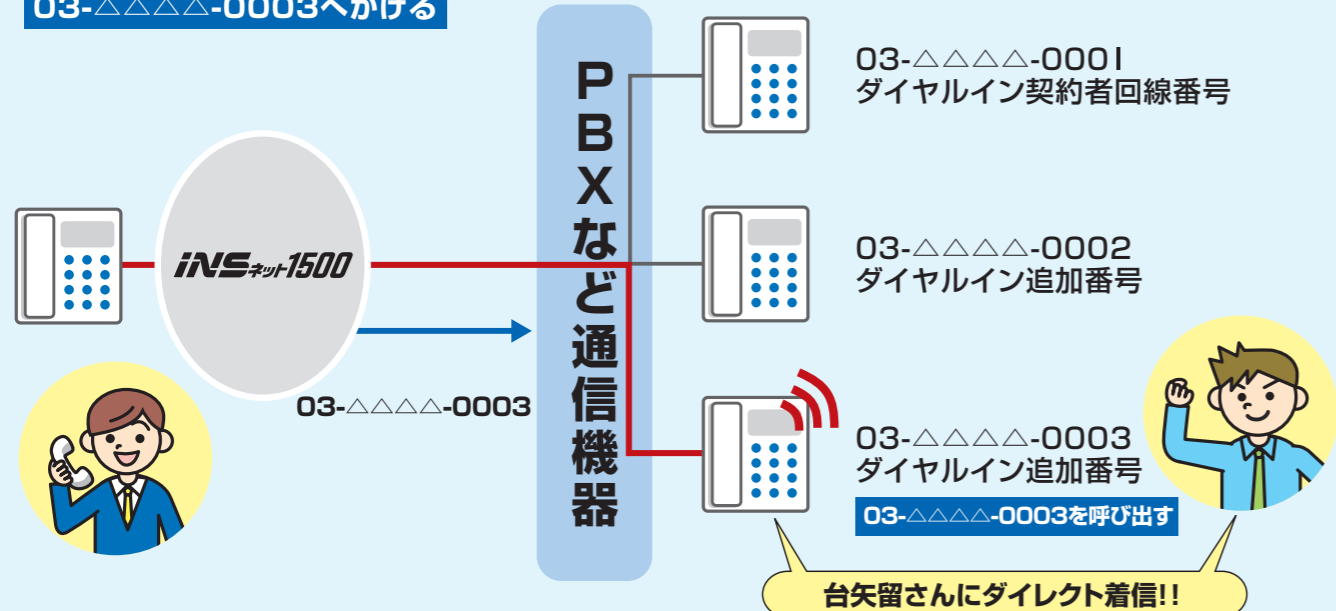 03-△△△△-0003へかける
PBXなど通信機器
03-△△△△-0001
ダイヤルイン契約者回線番号
INSネット1500
03-△△△△-0002
ダイヤルイン追加番号
03-△△△△-0003
03-△△△△-0003
ダイヤルイン追加番号
03-△△△△-0003を呼び出す
台矢留さんにダイレクト着信!!